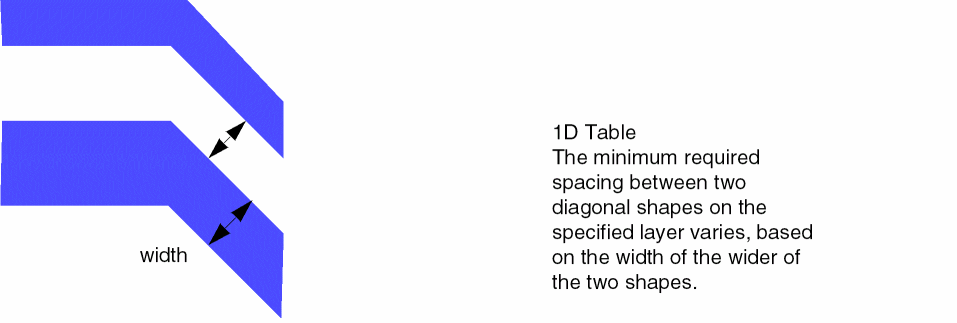 1D Table
The minimum required
spacing between two
diagonal shapes on the
specified layer varies, based
on the width of the wider of
the two shapes.
width